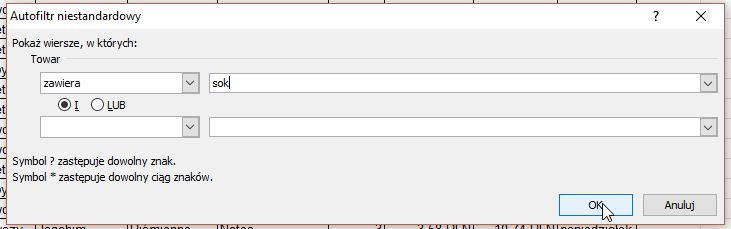 Autofiltr niestandardowy
Pokaż wiersze, w których:
Towar
zawiera sok
I LUB
Symbol ? zastępuje dowolny znak.
Symbol * zastępuje dowolny ciąg znaków.
OK Anuluj